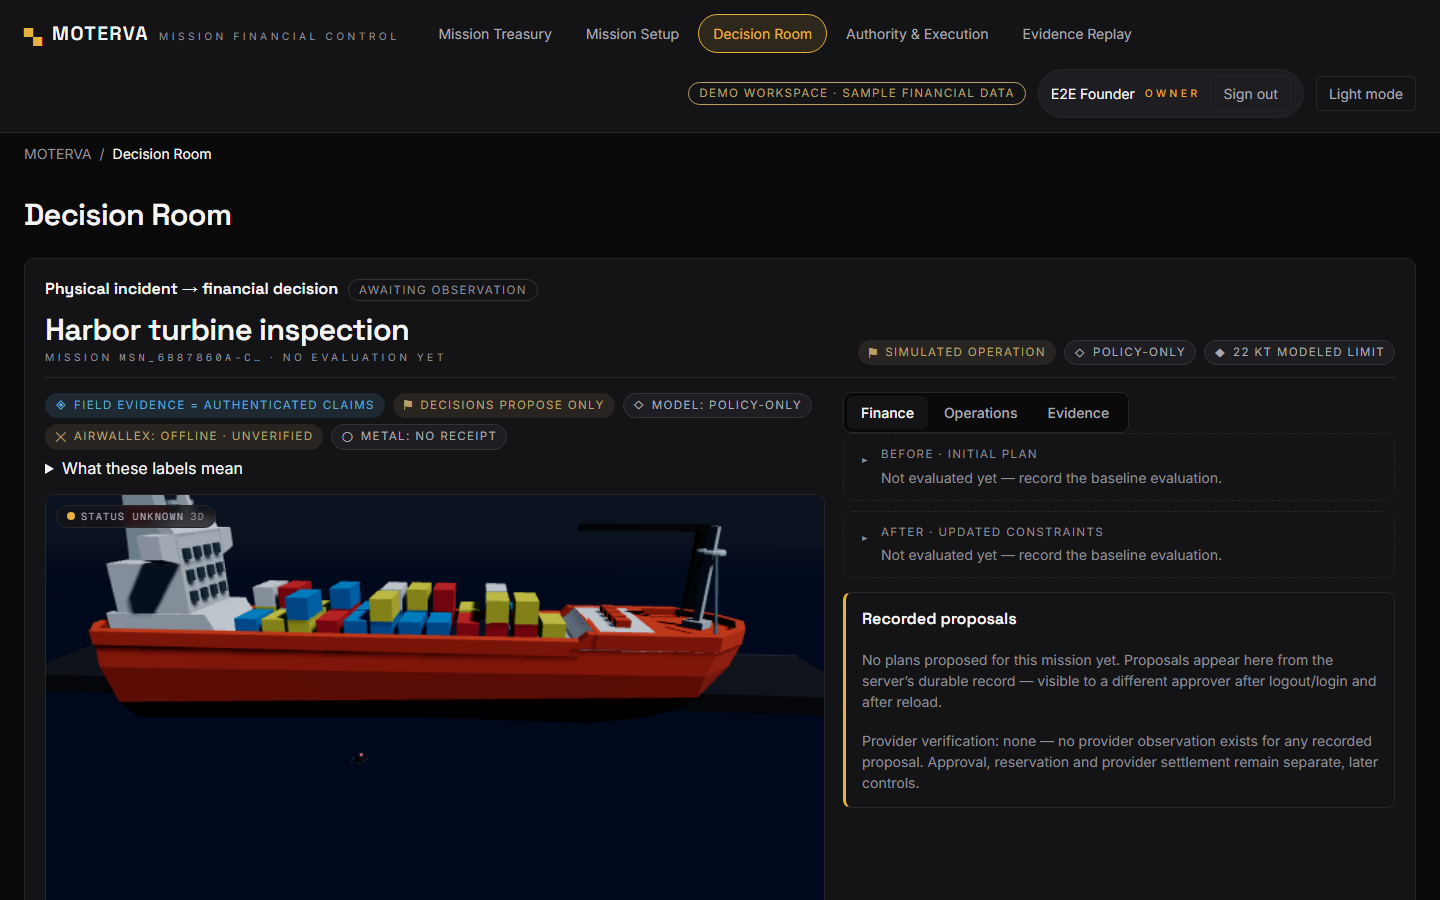 MOTERVA MISSION FINANCIAL CONTROL
Mission Treasury
Mission Setup
Decision Room
Authority & Execution
Evidence Replay
DEMO WORKSPACE · SAMPLE FINANCIAL DATA
E2E Founder OWNER
Sign out
Light mode
MOTERVA / Decision Room
Decision Room
Physical incident → financial decision
AWAITING OBSERVATION
Harbor turbine inspection
MISSION MSN_6B87860A-C… · NO EVALUATION YET
SIMULATED OPERATION
POLICY-ONLY
22 KT MODELED LIMIT
FIELD EVIDENCE = AUTHENTICATED CLAIMS
DECISIONS PROPOSE ONLY
MODEL: POLICY-ONLY
AIRWALLEX: OFFLINE · UNVERIFIED
METAL: NO RECEIPT
What these labels mean
STATUS UNKNOWN 3D
Finance
Operations
Evidence
BEFORE · INITIAL PLAN
Not evaluated yet — record the baseline evaluation.
AFTER · UPDATED CONSTRAINTS
Not evaluated yet — record the baseline evaluation.
Recorded proposals
No plans proposed for this mission yet. Proposals appear here from the
server's durable record — visible to a different approver after logout/login and
after reload.
Provider verification: none — no provider observation exists for any recorded
proposal. Approval, reservation and provider settlement remain separate, later
controls.